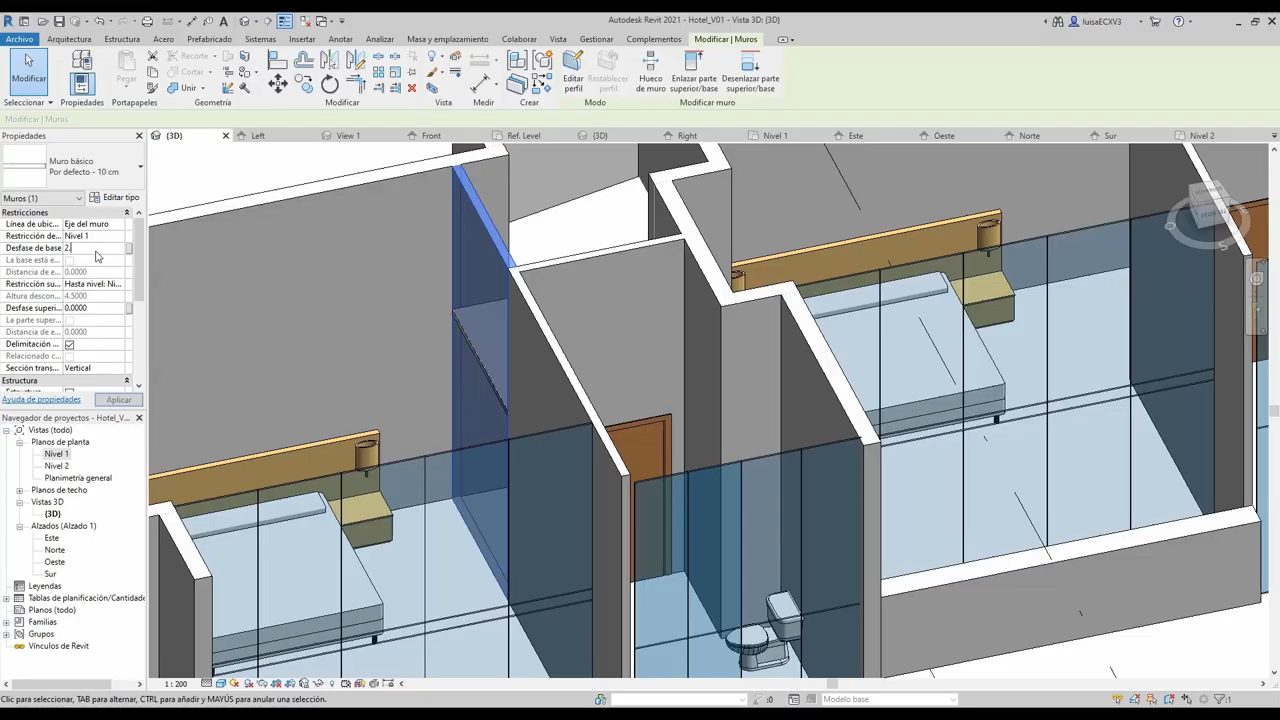 Autodesk Revit 2021 - Hotel_V01 - Vista 3D: {3D}
luisaECXV3
Archivo Arquitectura Estructura Acero Prefabricado Sistemas Insertar Anotar Analizar Masa y emplazamiento Colaborar Vista Gestionar Complementos Modificar | Muros
Modificar
Propiedades
Pegar
Recorte
Cortar
Unir
Editar perfil
Restablecer perfil
Hueco de muro
Enlazar parte superior/base
Desenlazar parte superior/base
Seleccionar Propiedades Portapapeles Geometría Modificar Vista Medir Crear Modo Modificar muro
Modificar | Muros
Propiedades
{3D} Left View 1 Front Ref. Level {3D} Right Nivel 1 Este Oeste Norte Sur Nivel 2
Muro básico
Por defecto - 10 cm
Muros (1) Editar tipo
Restricciones
Línea de ubic... Eje del muro
Restricción de... Nivel 1
Desfase de base 2.
La base está e...
Distancia de e... 0.0000
Restricción su... Hasta nivel: Ni...
Altura descon... 4.5000
Desfase superi... 0.0000
La parte super...
Distancia de e... 0.0000
Delimitación ...
Relacionado c...
Sección trans... Vertical
Estructura
Ayuda de propiedades Aplicar
Navegador de proyectos - Hotel_V...
Vistas (todo)
Planos de planta
Nivel 1
Nivel 2
Planimetría general
Planos de techo
Vistas 3D
{3D}
Alzados (Alzado 1)
Este
Norte
Oeste
Sur
Leyendas
Tablas de planificación/Cantidade
Planos (todo)
Familias
Grupos
Vínculos de Revit
1 : 200
Clic para seleccionar, TAB para alternar, CTRL para añadir y MAYÚS para anular una selección.
:0
Modelo base
:1